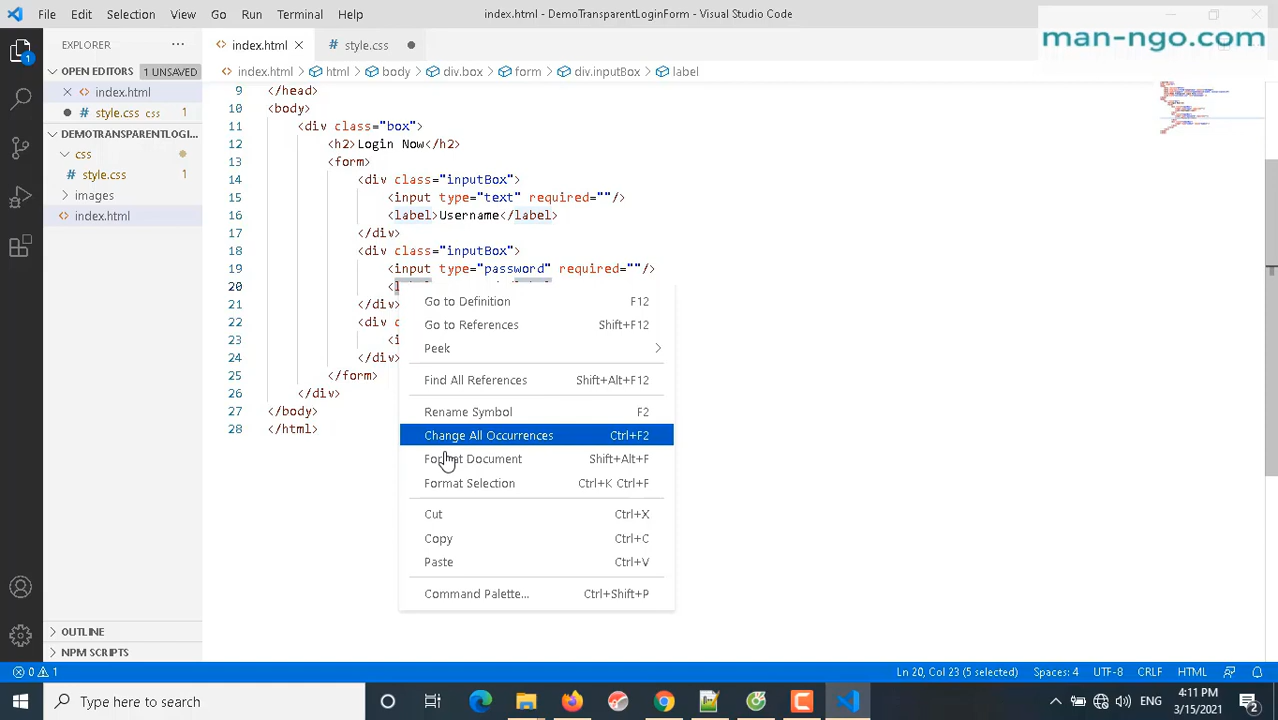 File Edit Selection View Go Run Terminal Help
index.html - DemoTransparentLoginForm - Visual Studio Code
man-ngo.com
EXPLORER
OPEN EDITORS 1 UNSAVED
index.html
style.css css 1
DEMOTRANSPARENTLOGI...
css
style.css 1
images
index.html
OUTLINE
NPM SCRIPTS
index.html style.css
index.html html body div.box form div.inputBox label
9 </head>
10 <body>
11 <div class="box">
12 <h2>Login Now</h2>
13 <form>
14 <div class="inputBox">
15 <input type="text" required=""/>
16 <label>Username</label>
17 </div>
18 <div class="inputBox">
19 <input type="password" required=""/>
20 <
21 </div>
22 <div c
23 <i
24 </div>
25 </form>
26 </div>
27 </body>
28 </html>
Go to Definition F12
Go to References Shift+F12
Peek
Find All References Shift+Alt+F12
Rename Symbol F2
Change All Occurrences Ctrl+F2
Format Document Shift+Alt+F
Format Selection Ctrl+K Ctrl+F
Cut Ctrl+X
Copy Ctrl+C
Paste Ctrl+V
Command Palette... Ctrl+Shift+P
1
0 1 Ln 20, Col 23 (5 selected) Spaces: 4 UTF-8 CRLF HTML
Type here to search
ENG
4:11 PM
3/15/2021
2